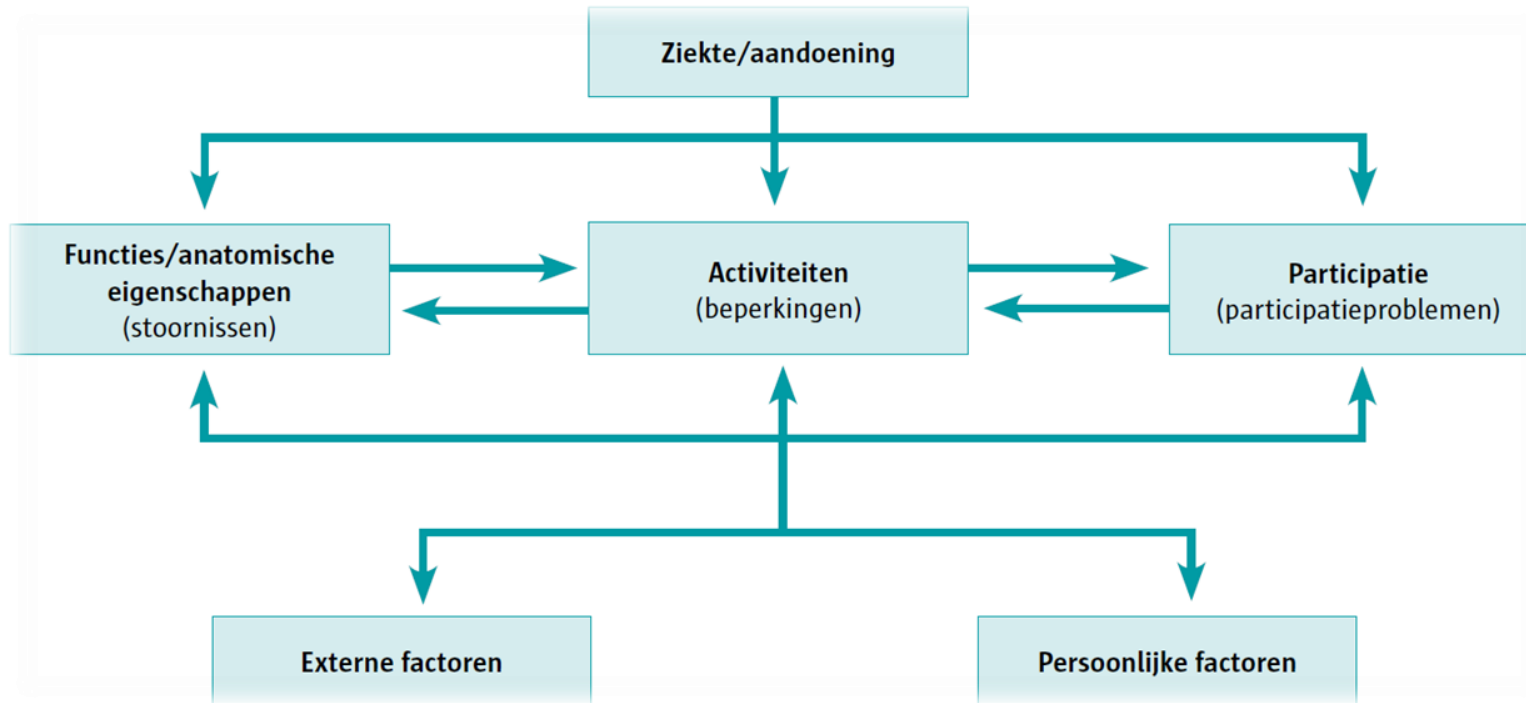 Ziekte/aandoening
Functies/anatomische
eigenschappen
(stoornissen)
Activiteiten
(beperkingen)
Participatie
(participatieproblemen)
Externe factoren
Persoonlijke factoren